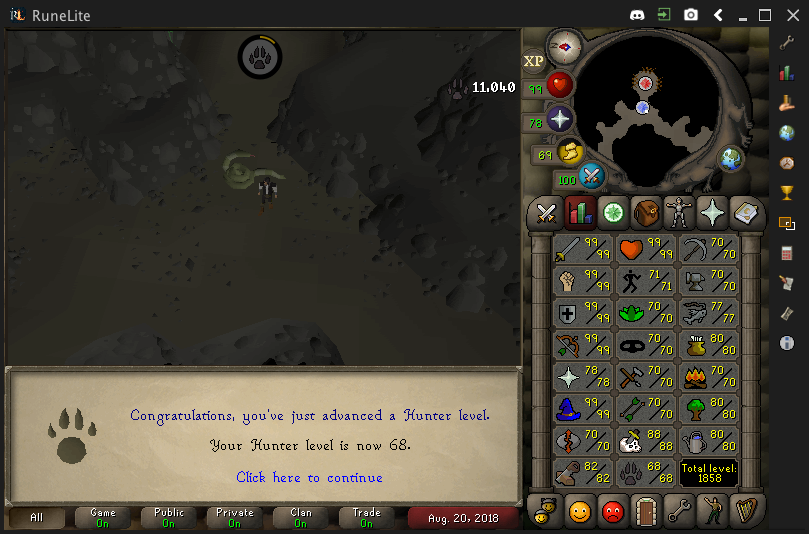 RuneLite
XP
11,040
99
78
69
100
99/99 99/99 70/70
99/99 71/71 70/70
99/99 70/70 77/77
99/99 70/70 80/80
78/78 70/70 70/70
99/99 70/70 80/80
70/70 88/88 80/80
82/82 68/68 Total level:
1858
Congratulations, you've just advanced a Hunter level.
Your Hunter level is now 68.
Click here to continue
All
Game
On
Public
On
Private
On
Clan
On
Trade
On
Aug. 20, 2018